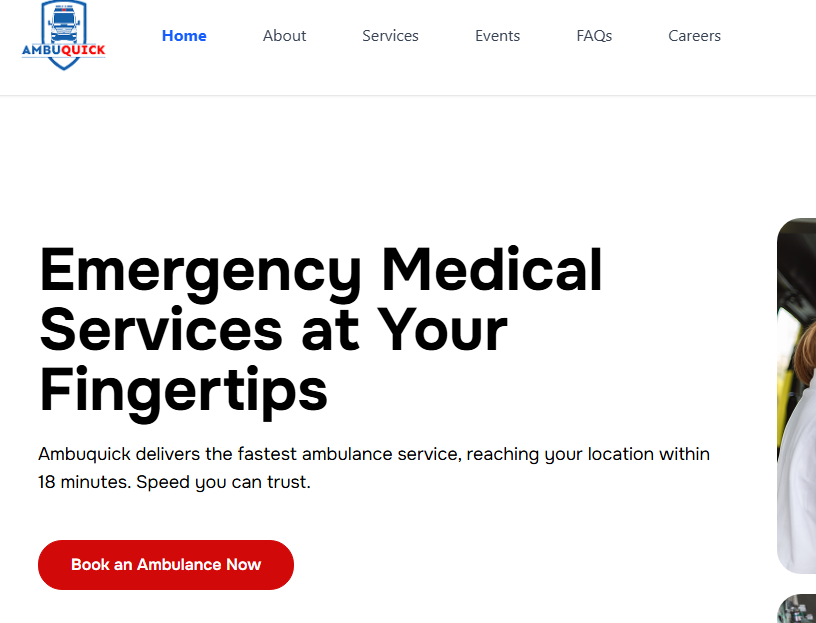 AMBUQUICK
Home
About
Services
Events
FAQs
Careers
Emergency Medical
Services at Your
Fingertips
Ambuquick delivers the fastest ambulance service, reaching your location within
18 minutes. Speed you can trust.
Book an Ambulance Now